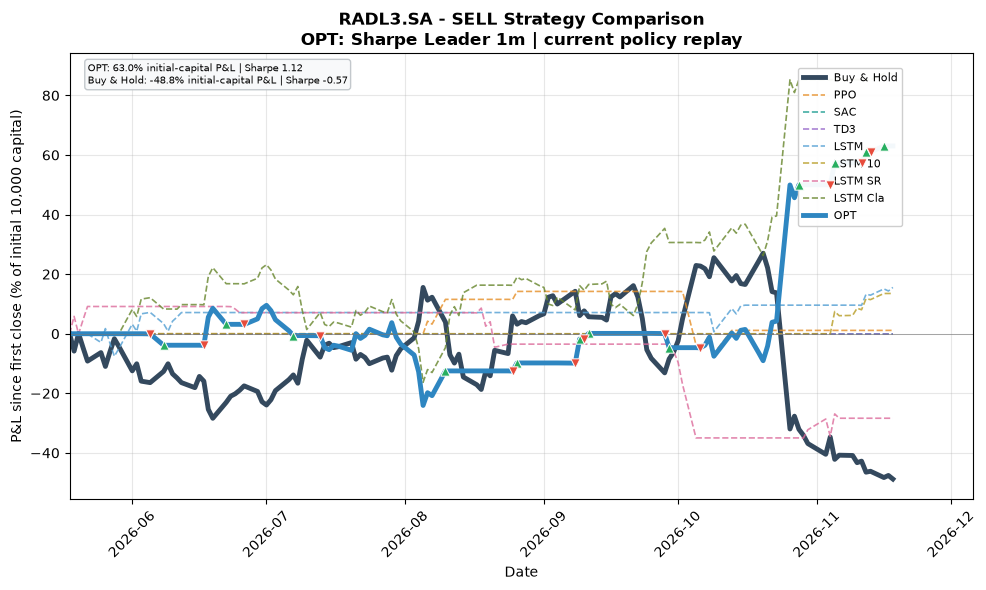 RADL3.SA - SELL Strategy Comparison
OPT: Sharpe Leader 1m | current policy replay
OPT: 63.0% initial-capital P&L | Sharpe 1.12
Buy & Hold: -48.8% initial-capital P&L | Sharpe -0.57
Buy & Hold
PPO
SAC
TD3
LSTM
STM 10
LSTM SR
LSTM Cla
OPT
P&L since first close (% of initial 10,000 capital)
80
60
40
20
0
−20
−40
2026-06
2026-07
2026-08
2026-09
2026-10
2026-11
2026-12
Date